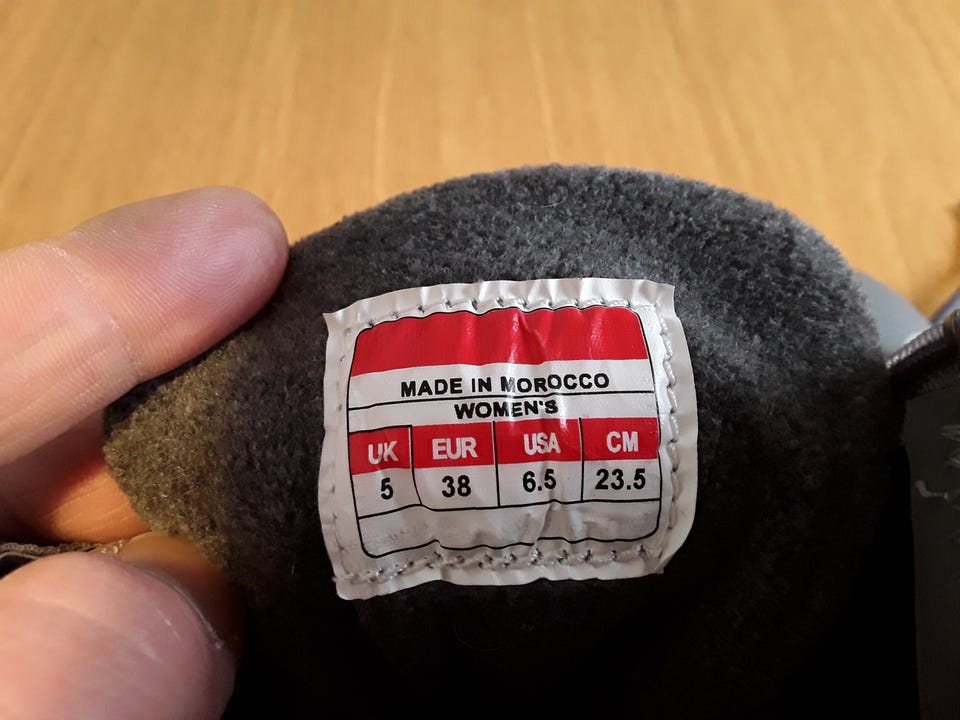 MADE IN MOROCCO
WOMEN'S
UK EUR USA CM
5 38 6.5 23.5